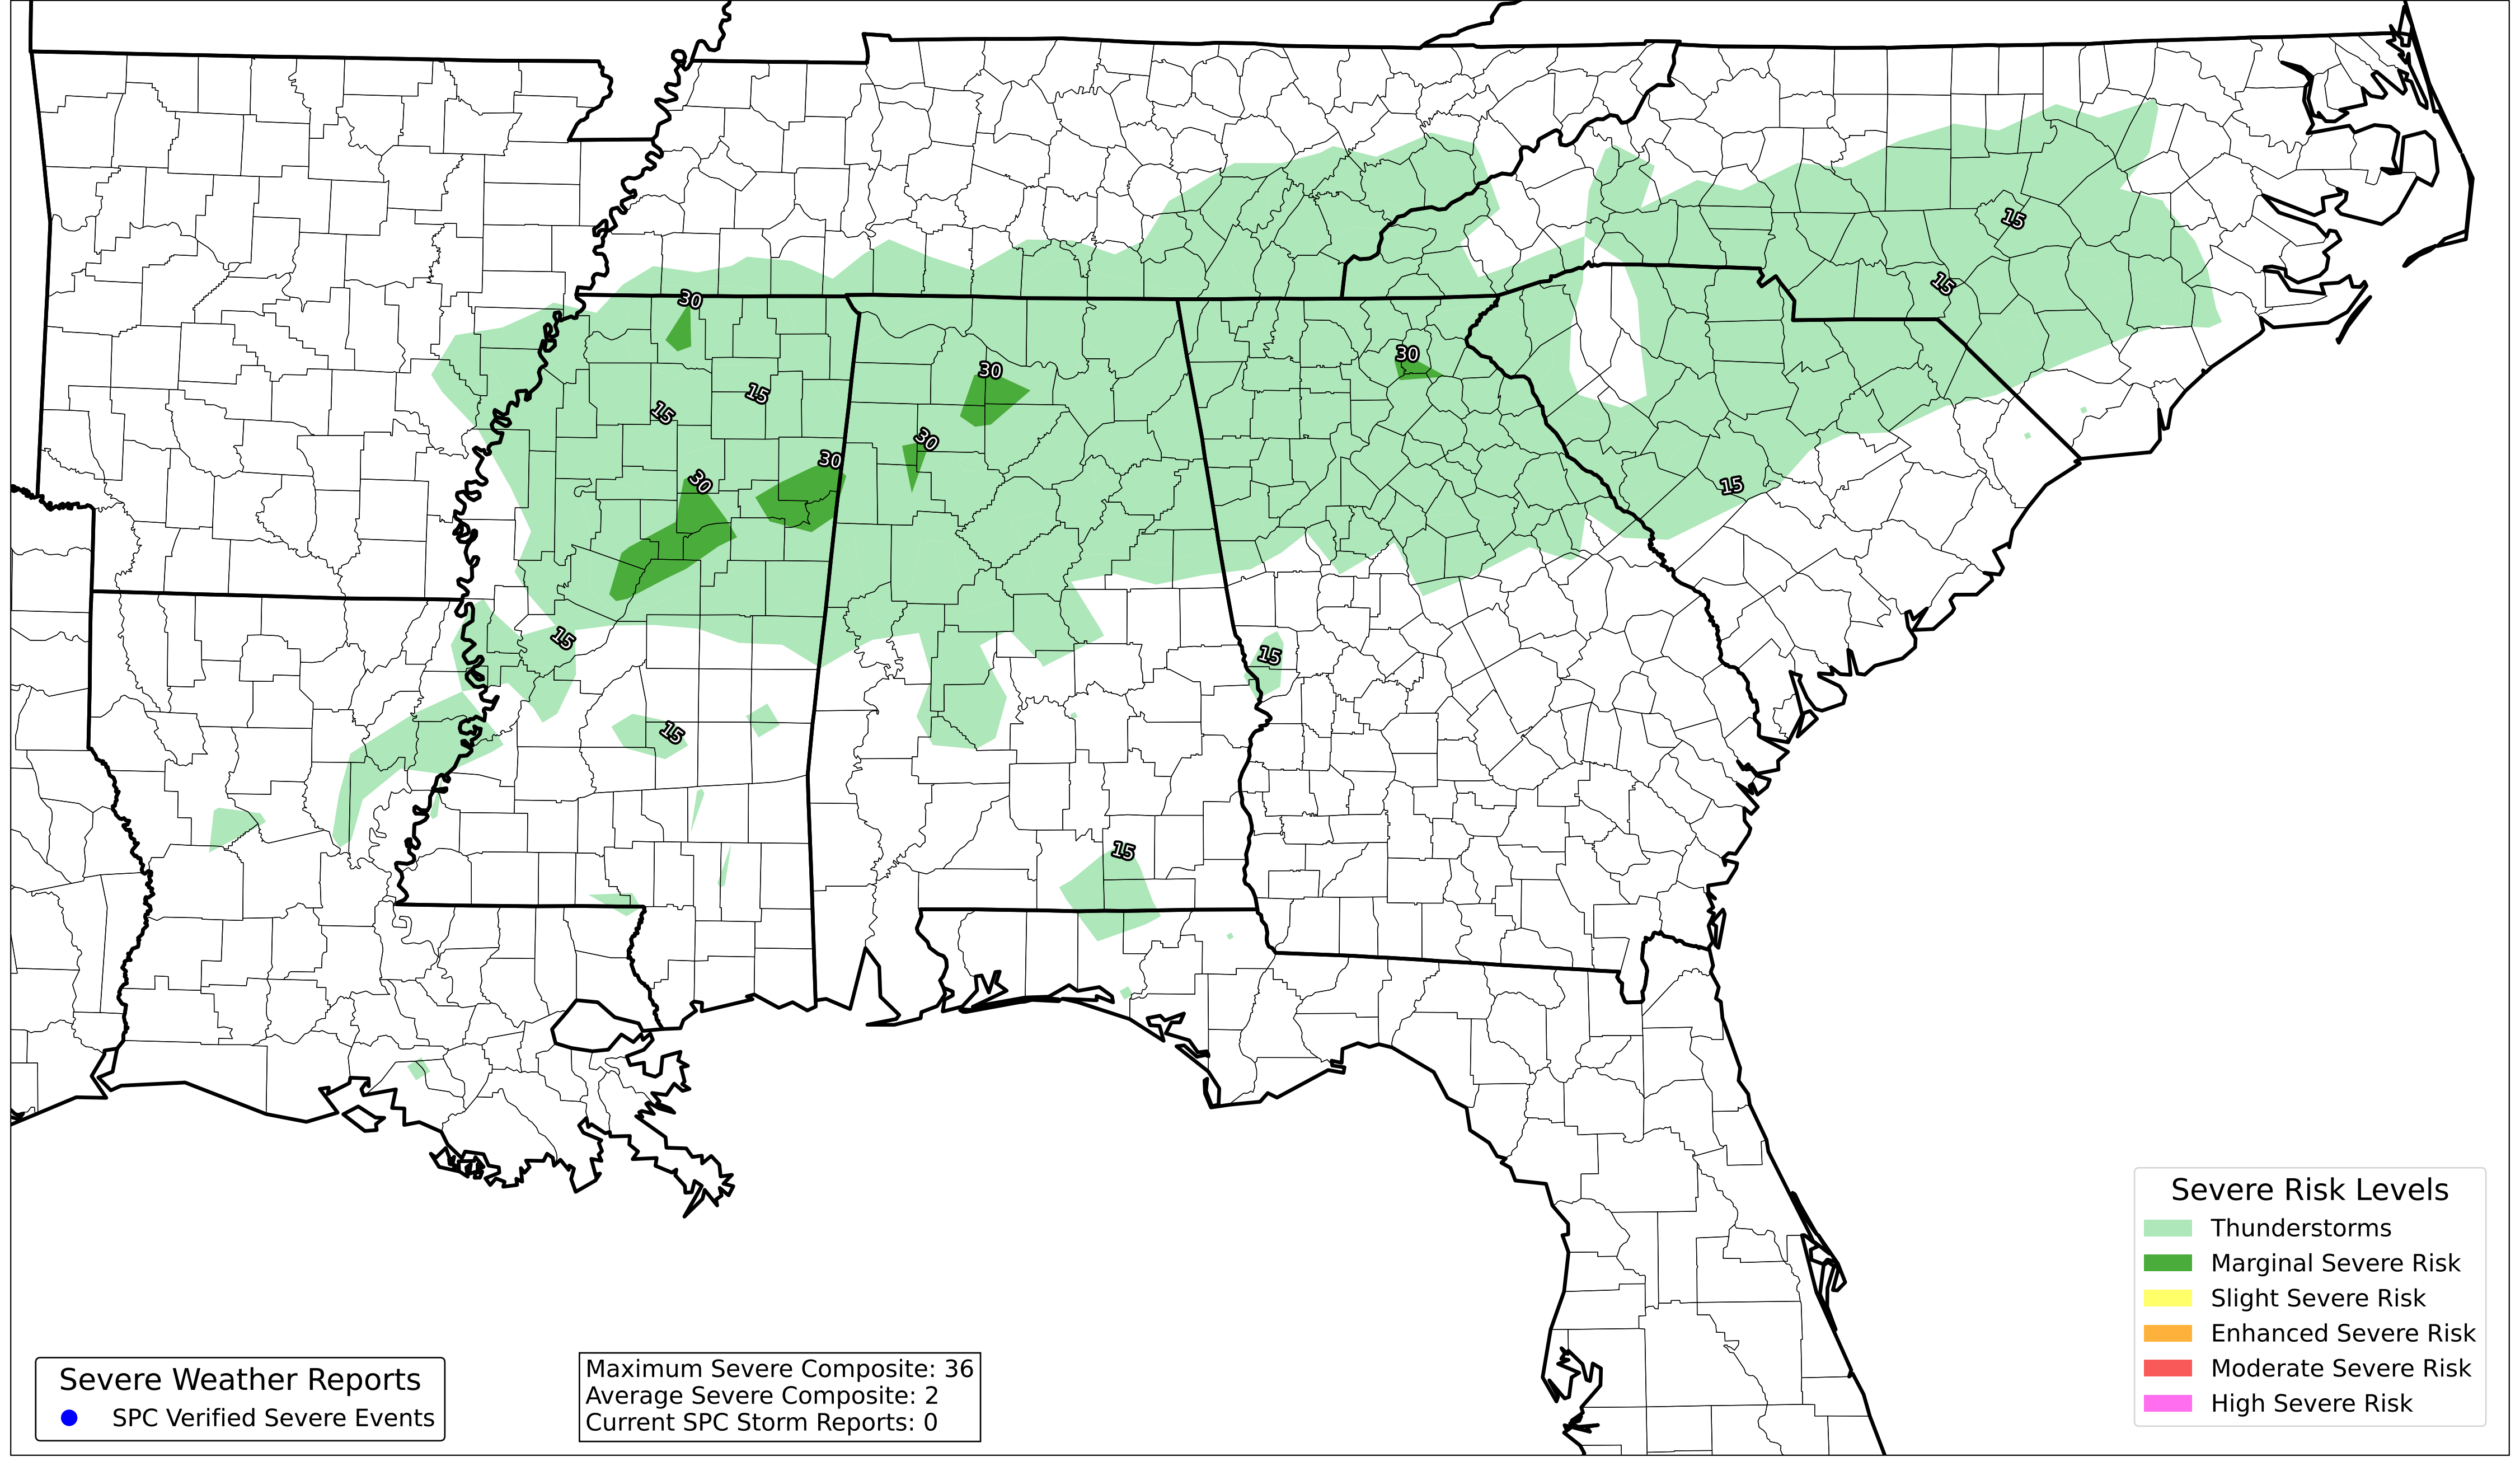 15
15
30
30
30
15
15
30
30
30
15
15
15
15
15
Severe Risk Levels
Thunderstorms
Marginal Severe Risk
Slight Severe Risk
Enhanced Severe Risk
Moderate Severe Risk
High Severe Risk
Severe Weather Reports
SPC Verified Severe Events
Maximum Severe Composite: 36
Average Severe Composite: 2
Current SPC Storm Reports: 0